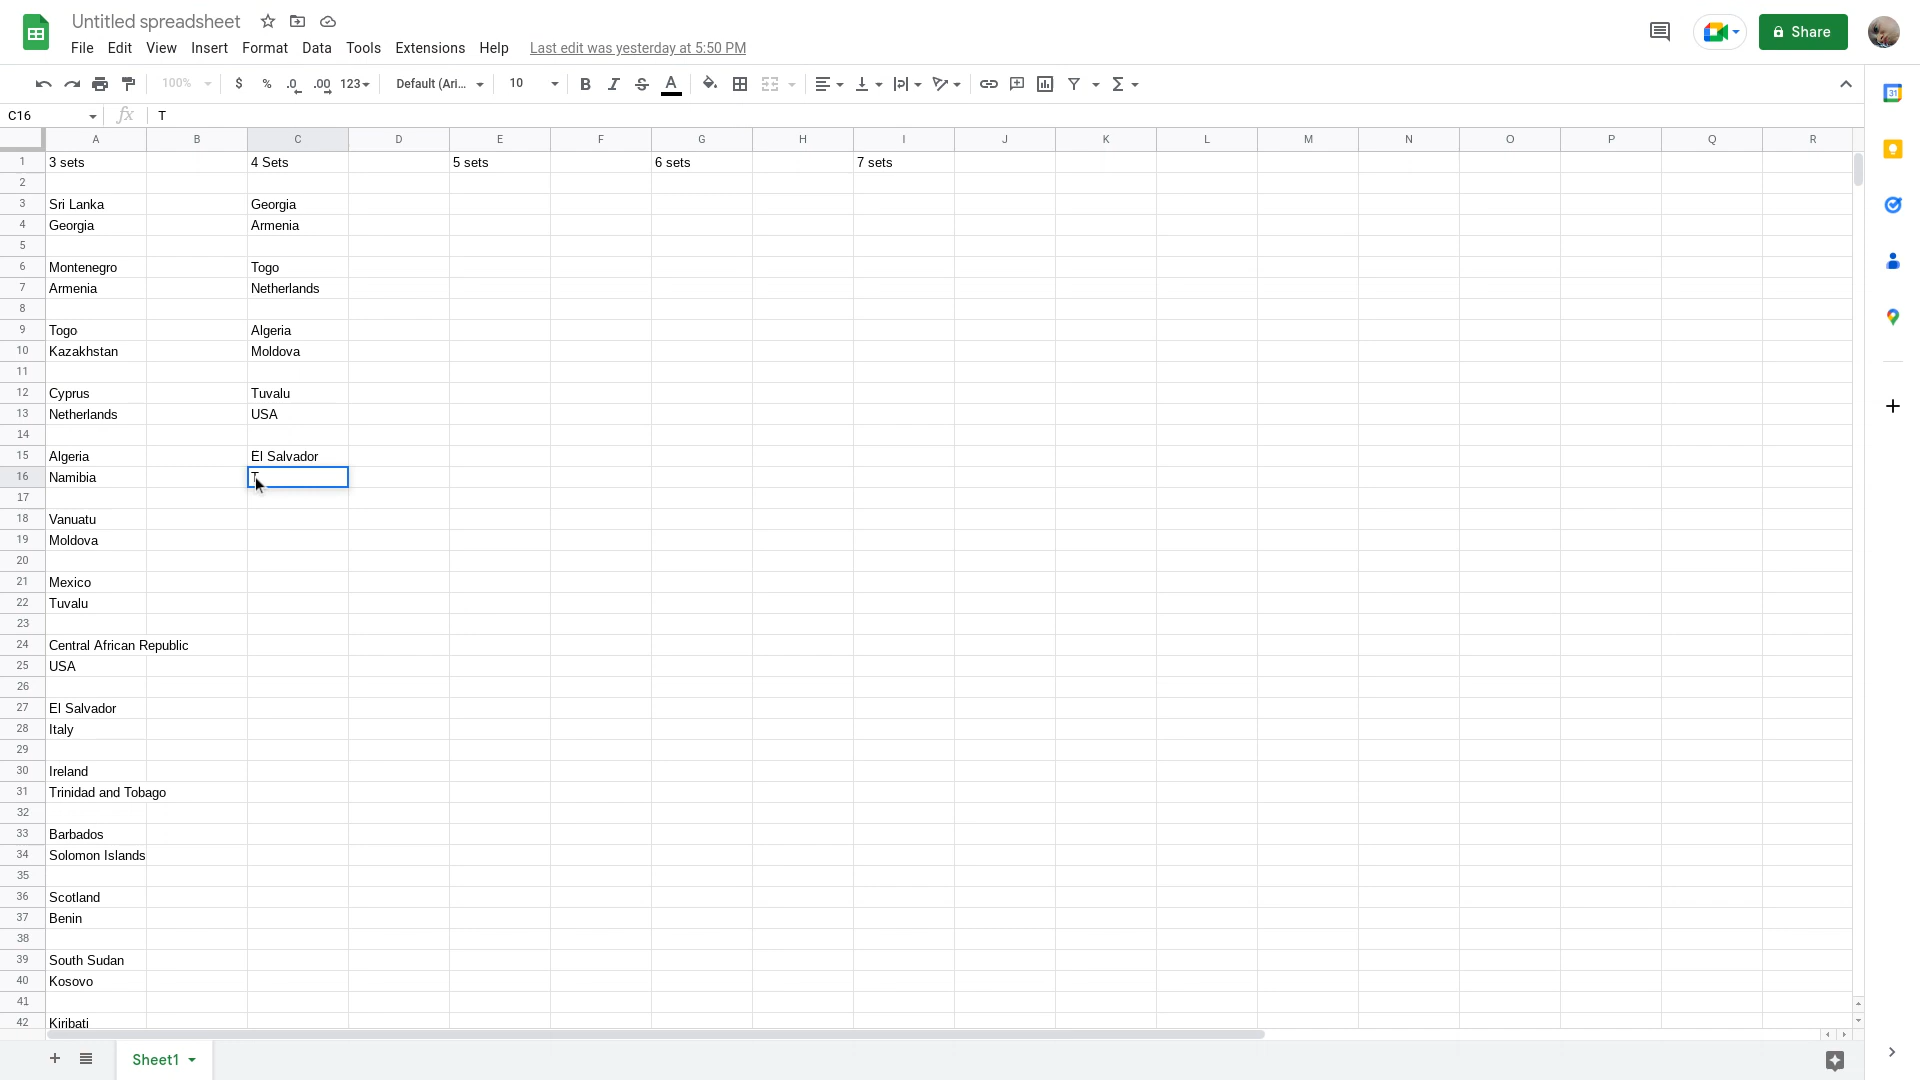 Untitled spreadsheet
File Edit View Insert Format Data Tools Extensions Help Last edit was yesterday at 5:50 PM
Share
100% $ % .0 .00 123 Default (Ari... 10 B I S A
31
C16 fx T
A B C D E F G H I J K L M N O P Q R
1 3 sets 4 Sets 5 sets 6 sets 7 sets
2
3 Sri Lanka Georgia
4 Georgia Armenia
5
6 Montenegro Togo
7 Armenia Netherlands
8
9 Togo Algeria
10 Kazakhstan Moldova
11
12 Cyprus Tuvalu
13 Netherlands USA
14
15 Algeria El Salvador
16 Namibia T
17
18 Vanuatu
19 Moldova
20
21 Mexico
22 Tuvalu
23
24 Central African Republic
25 USA
26
27 El Salvador
28 Italy
29
30 Ireland
31 Trinidad and Tobago
32
33 Barbados
34 Solomon Islands
35
36 Scotland
37 Benin
38
39 South Sudan
40 Kosovo
41
42 Kiribati
Sheet1